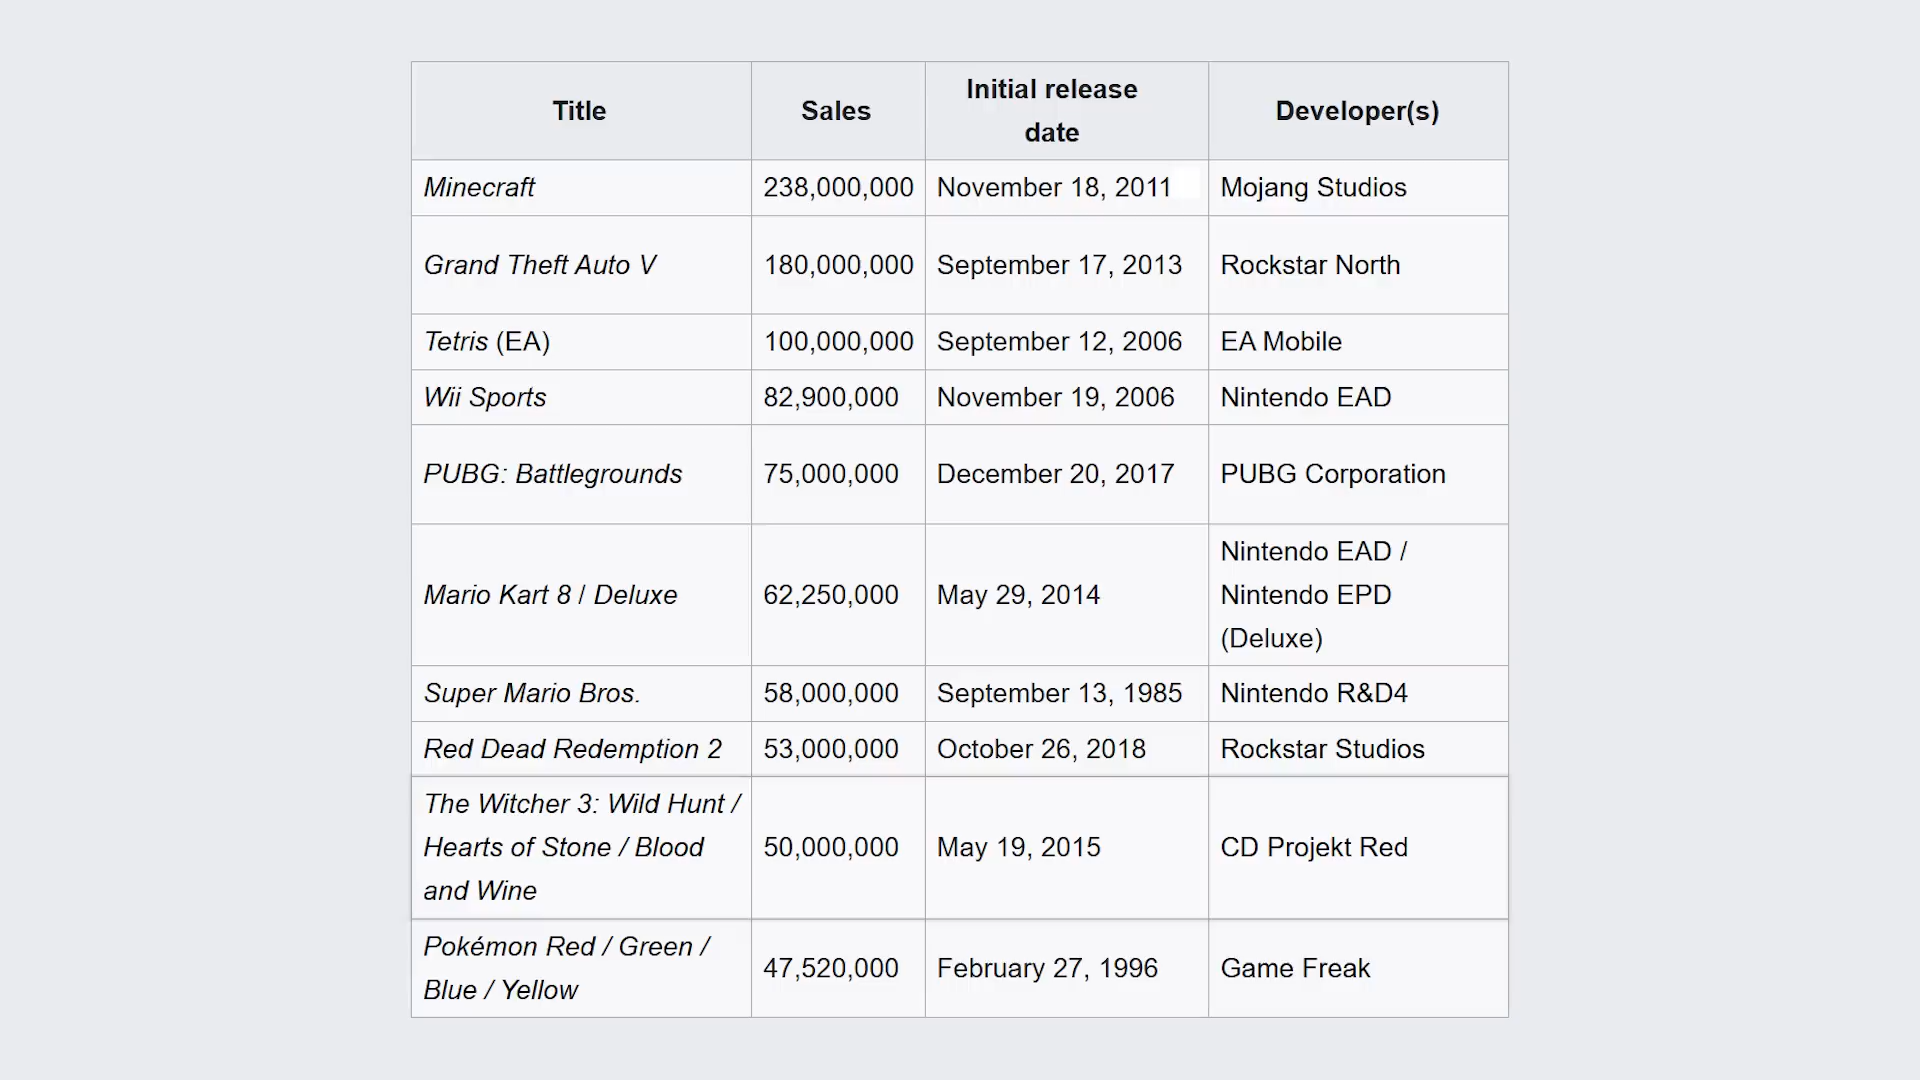 Title
Sales
Initial release
date
Developer(s)
Minecraft
238,000,000
November 18, 2011
Mojang Studios
Grand Theft Auto V
180,000,000
September 17, 2013
Rockstar North
Tetris (EA)
100,000,000
September 12, 2006
EA Mobile
Wii Sports
82,900,000
November 19, 2006
Nintendo EAD
PUBG: Battlegrounds
75,000,000
December 20, 2017
PUBG Corporation
Mario Kart 8 / Deluxe
62,250,000
May 29, 2014
Nintendo EAD /
Nintendo EPD
(Deluxe)
Super Mario Bros.
58,000,000
September 13, 1985
Nintendo R&D4
Red Dead Redemption 2
53,000,000
October 26, 2018
Rockstar Studios
The Witcher 3: Wild Hunt /
Hearts of Stone / Blood
and Wine
50,000,000
May 19, 2015
CD Projekt Red
Pokémon Red / Green /
Blue / Yellow
47,520,000
February 27, 1996
Game Freak